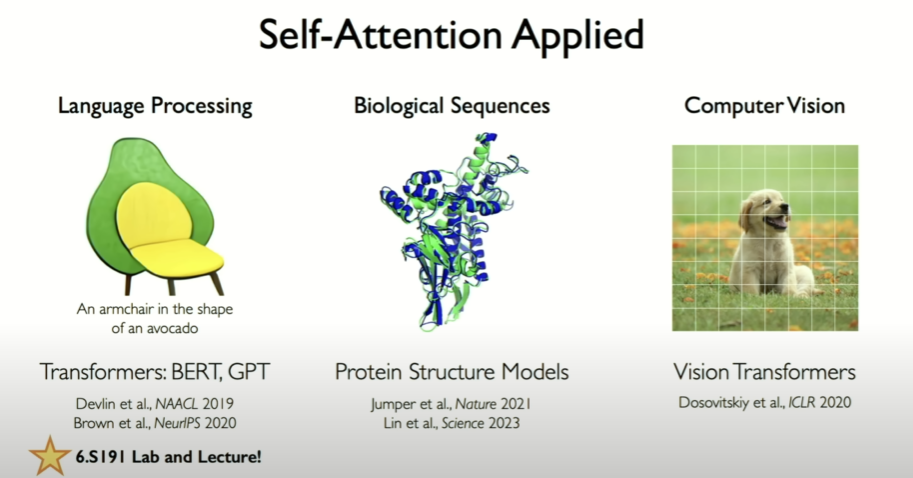 Self-Attention Applied
Language Processing
An armchair in the shape
of an avocado
Transformers: BERT, GPT
Devlin et al., NAACL 2019
Brown et al., NeurIPS 2020
6.S191 Lab and Lecture!
Biological Sequences
Protein Structure Models
Jumper et al., Nature 2021
Lin et al., Science 2023
Computer Vision
Vision Transformers
Dosovitskiy et al., ICLR 2020